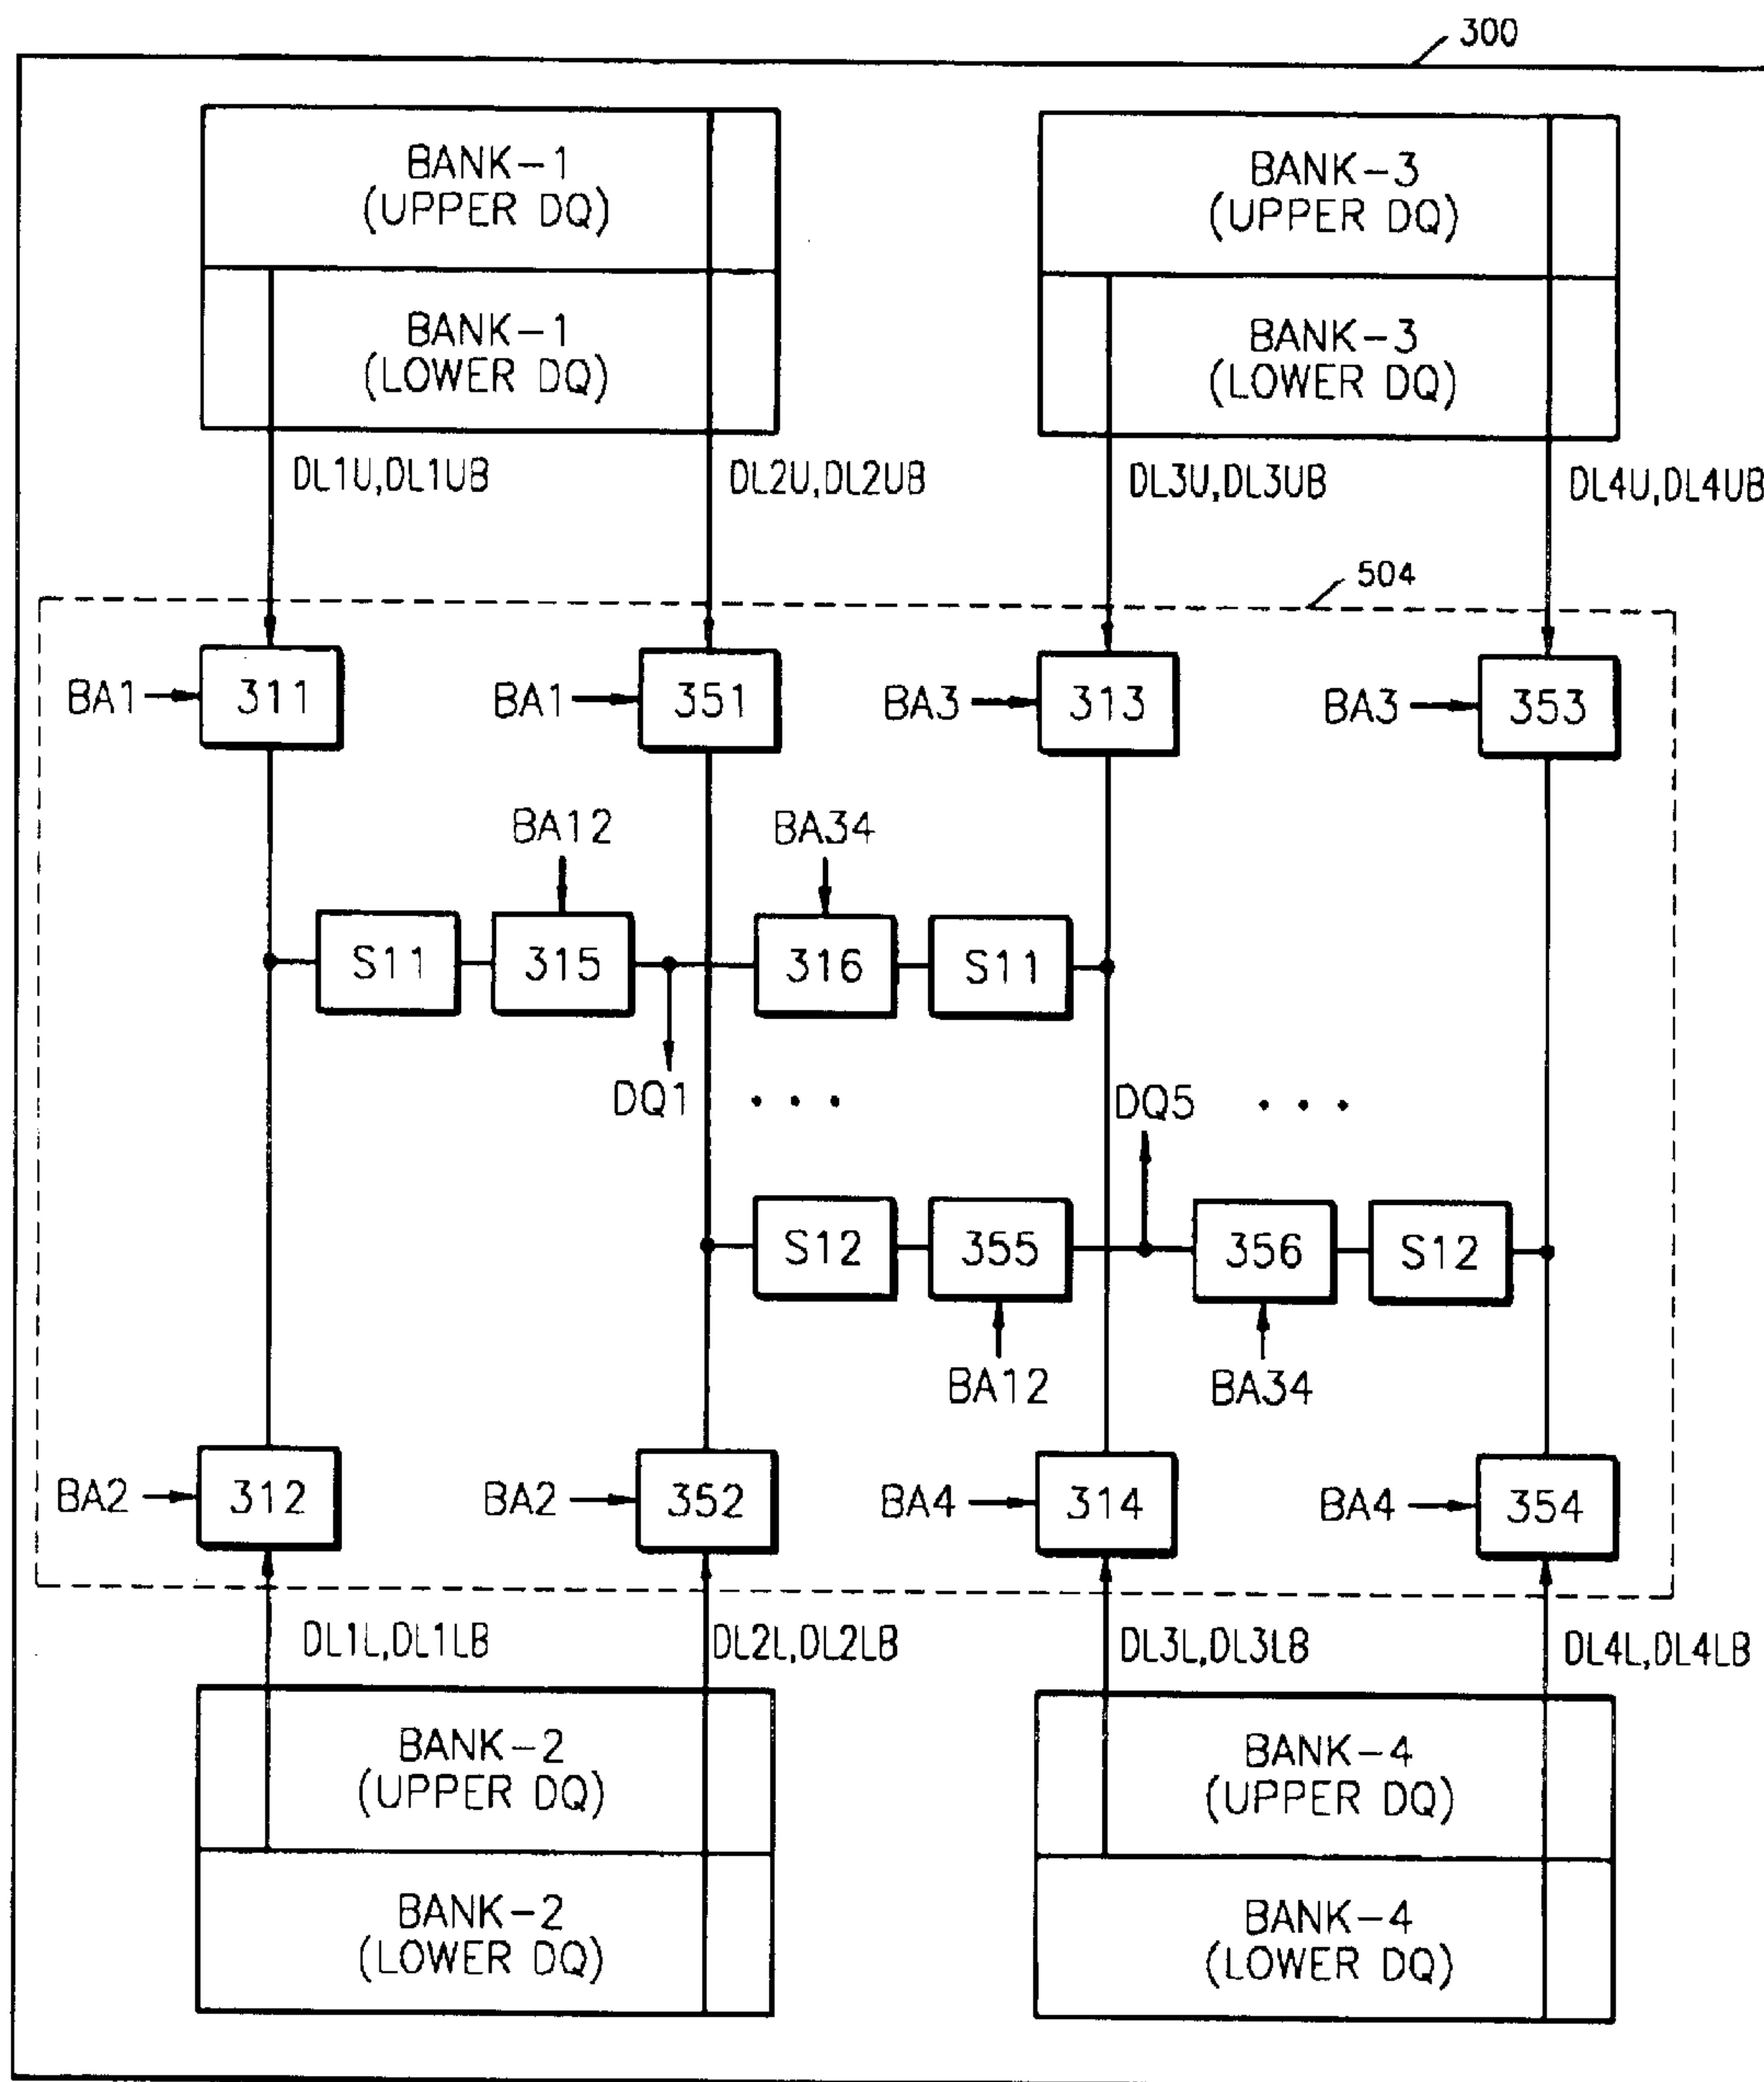 300
BANK-1
(UPPER DQ)
BANK-3
(UPPER DQ)
BANK-1
(LOWER DQ)
BANK-3
(LOWER DQ)
DL1U,DL1UB
DL2U,DL2UB
DL3U,DL3UB
DL4U,DL4UB
504
BA1
311
BA1
351
BA3
313
BA3
353
BA12
BA34
S11
315
316
S11
DQ1
. . .
DQ5
. . .
S12
355
356
S12
BA12
BA34
BA2
312
BA2
352
BA4
314
BA4
354
DL1L,DL1LB
DL2L,DL2LB
DL3L,DL3LB
DL4L,DL4LB
BANK-2
(UPPER DQ)
BANK-4
(UPPER DQ)
BANK-2
(LOWER DQ)
BANK-4
(LOWER DQ)